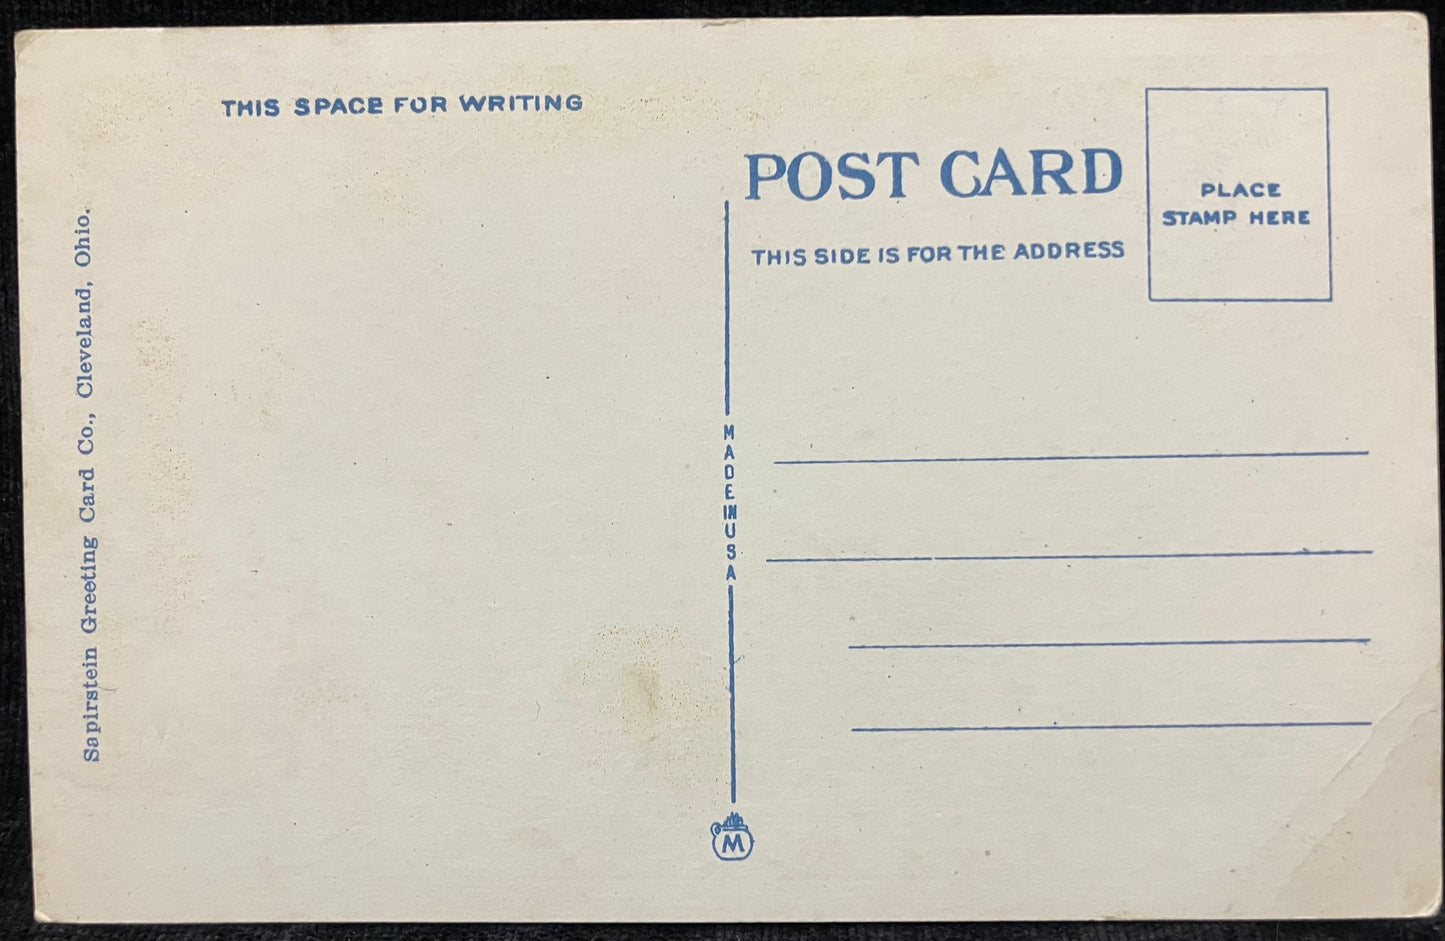 THIS SPACE FOR WRITING
POST CARD
THIS SIDE IS FOR THE ADDRESS
PLACE
STAMP HERE
Sapirstein Greeting Card Co., Cleveland, Ohio.
MADE IN USA
M